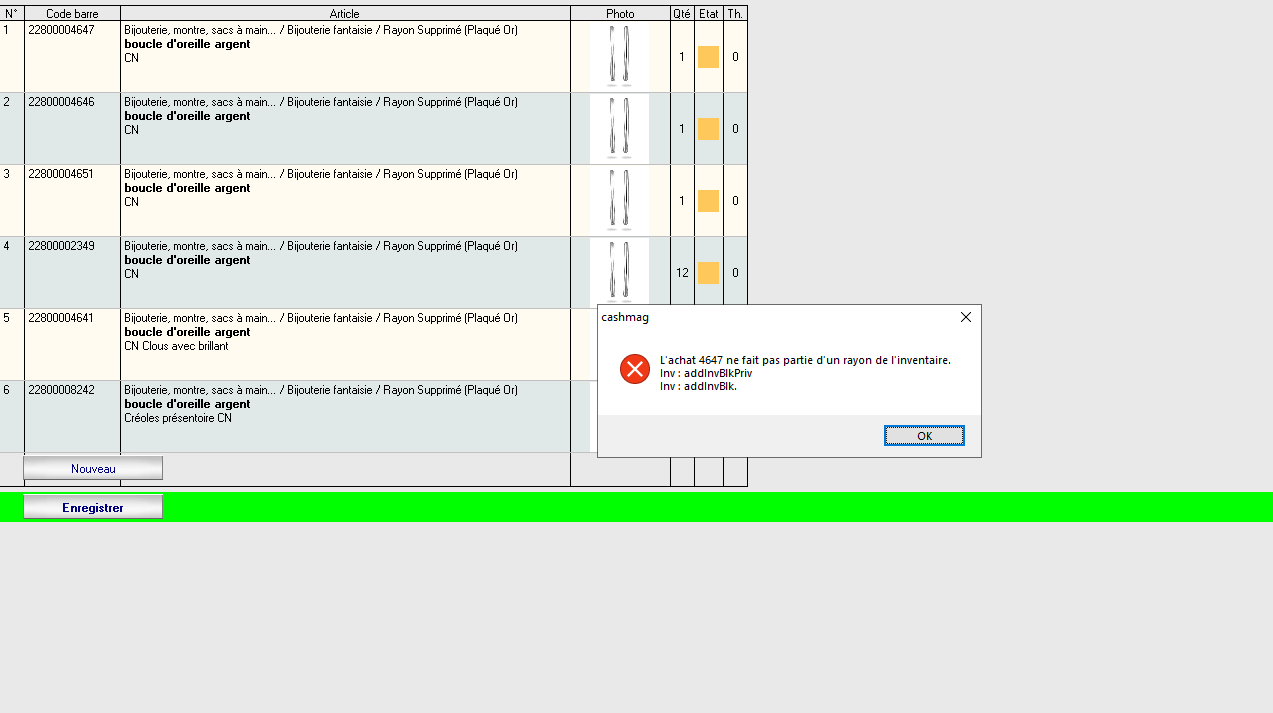 N° Code barre Article Photo Qté Etat Th.
1 22800004647 Bijouterie, montre, sacs à main... / Bijouterie fantaisie / Rayon Supprimé (Plaqué Or)
boucle d'oreille argent
CN
1 0
2 22800004646 Bijouterie, montre, sacs à main... / Bijouterie fantaisie / Rayon Supprimé (Plaqué Or)
boucle d'oreille argent
CN
1 0
3 22800004651 Bijouterie, montre, sacs à main... / Bijouterie fantaisie / Rayon Supprimé (Plaqué Or)
boucle d'oreille argent
CN
1 0
4 22800002349 Bijouterie, montre, sacs à main... / Bijouterie fantaisie / Rayon Supprimé (Plaqué Or)
boucle d'oreille argent
CN
12 0
5 22800004641 Bijouterie, montre, sacs à main... / Bijouterie fantaisie / Rayon Supprimé (Plaqué Or)
boucle d'oreille argent
CN Clous avec brillant
6 22800008242 Bijouterie, montre, sacs à main... / Bijouterie fantaisie / Rayon Supprimé (Plaqué Or)
boucle d'oreille argent
Créoles présentoire CN
cashmag
L'achat 4647 ne fait pas partie d'un rayon de l'inventaire.
Inv : addInvBlkPriv
Inv : addInvBlk.
OK
Nouveau
Enregistrer